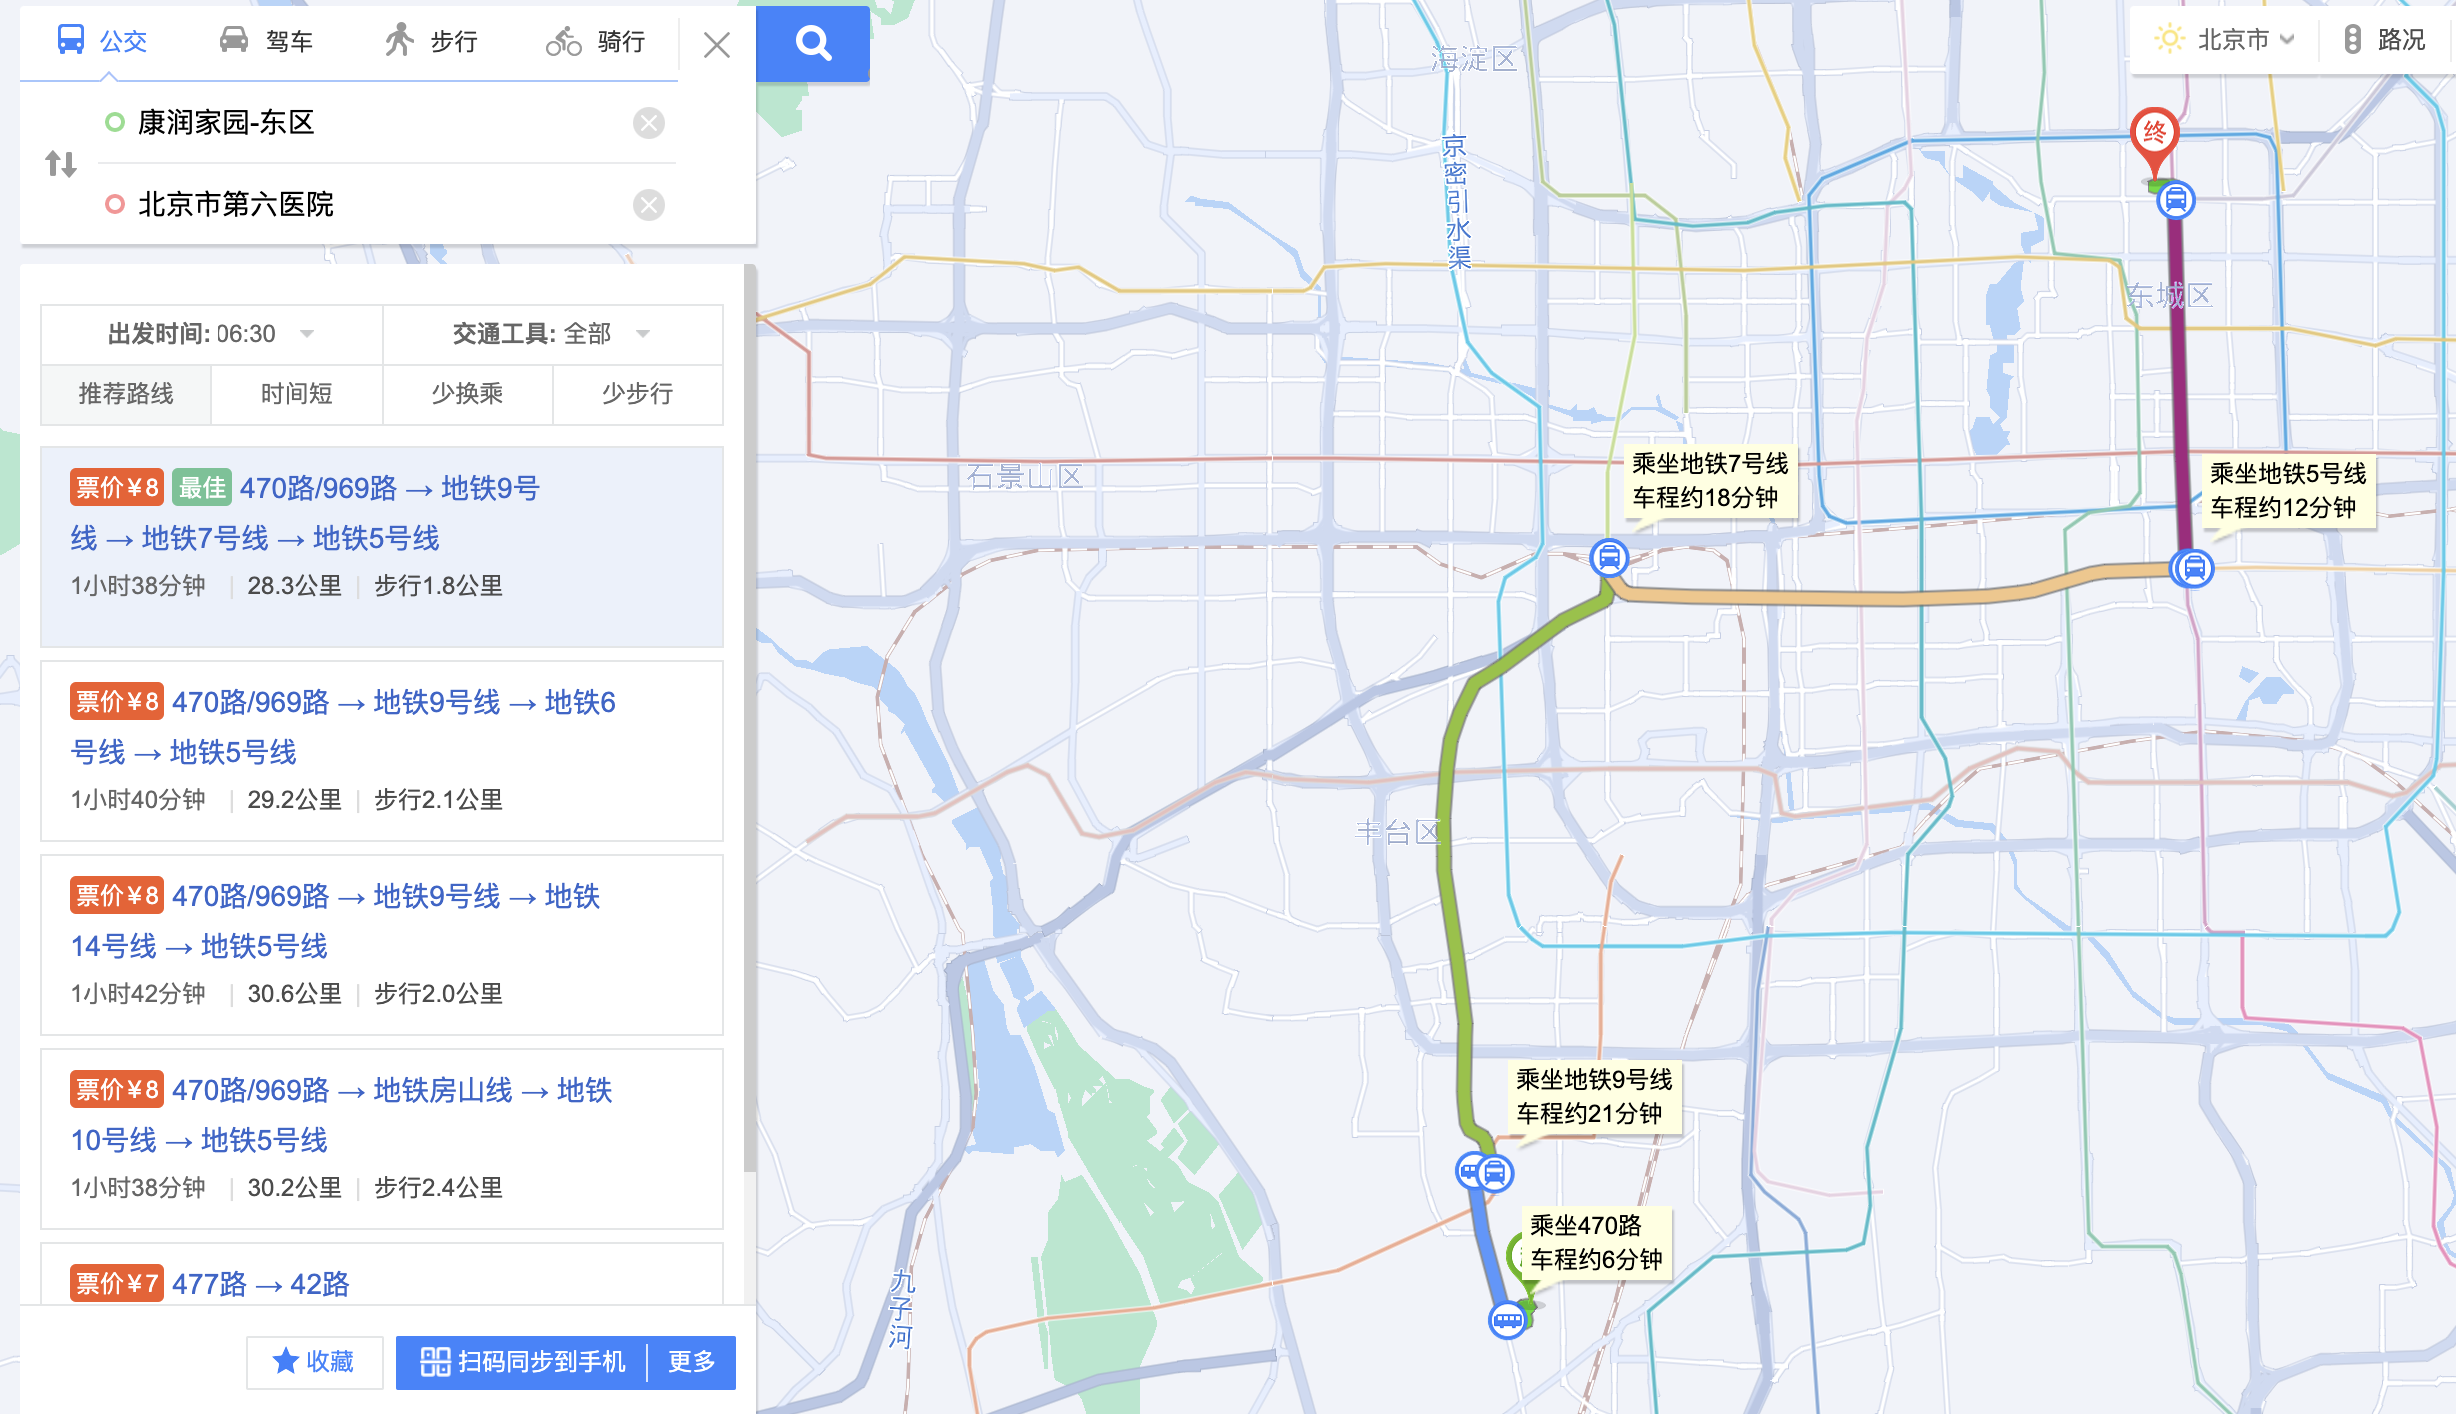 公交
驾车
步行
骑行
康润家园-东区
北京市第六医院
出发时间: 06:30
交通工具: 全部
推荐路线
时间短
少换乘
少步行
票价¥8 最佳 470路/969路 → 地铁9号
线 → 地铁7号线 → 地铁5号线
1小时38分钟 | 28.3公里 | 步行1.8公里
票价¥8 470路/969路 → 地铁9号线 → 地铁6
号线 → 地铁5号线
1小时40分钟 | 29.2公里 | 步行2.1公里
票价¥8 470路/969路 → 地铁9号线 → 地铁
14号线 → 地铁5号线
1小时42分钟 | 30.6公里 | 步行2.0公里
票价¥8 470路/969路 → 地铁房山线 → 地铁
10号线 → 地铁5号线
1小时38分钟 | 30.2公里 | 步行2.4公里
票价¥7 477路 → 42路
收藏
扫码同步到手机
更多
北京市
路况
海淀区
京密引水渠
终
东城区
石景山区
乘坐地铁7号线
车程约18分钟
乘坐地铁5号线
车程约12分钟
丰台区
乘坐地铁9号线
车程约21分钟
乘坐470路
车程约6分钟
九子河